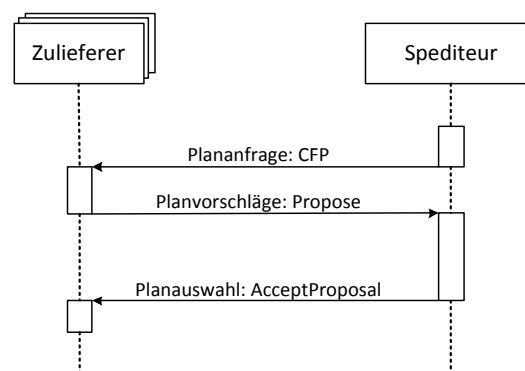 Zulieferer
Spediteur
Plananfrage: CFP
Planvorschläge: Propose
Planauswahl: AcceptProposal